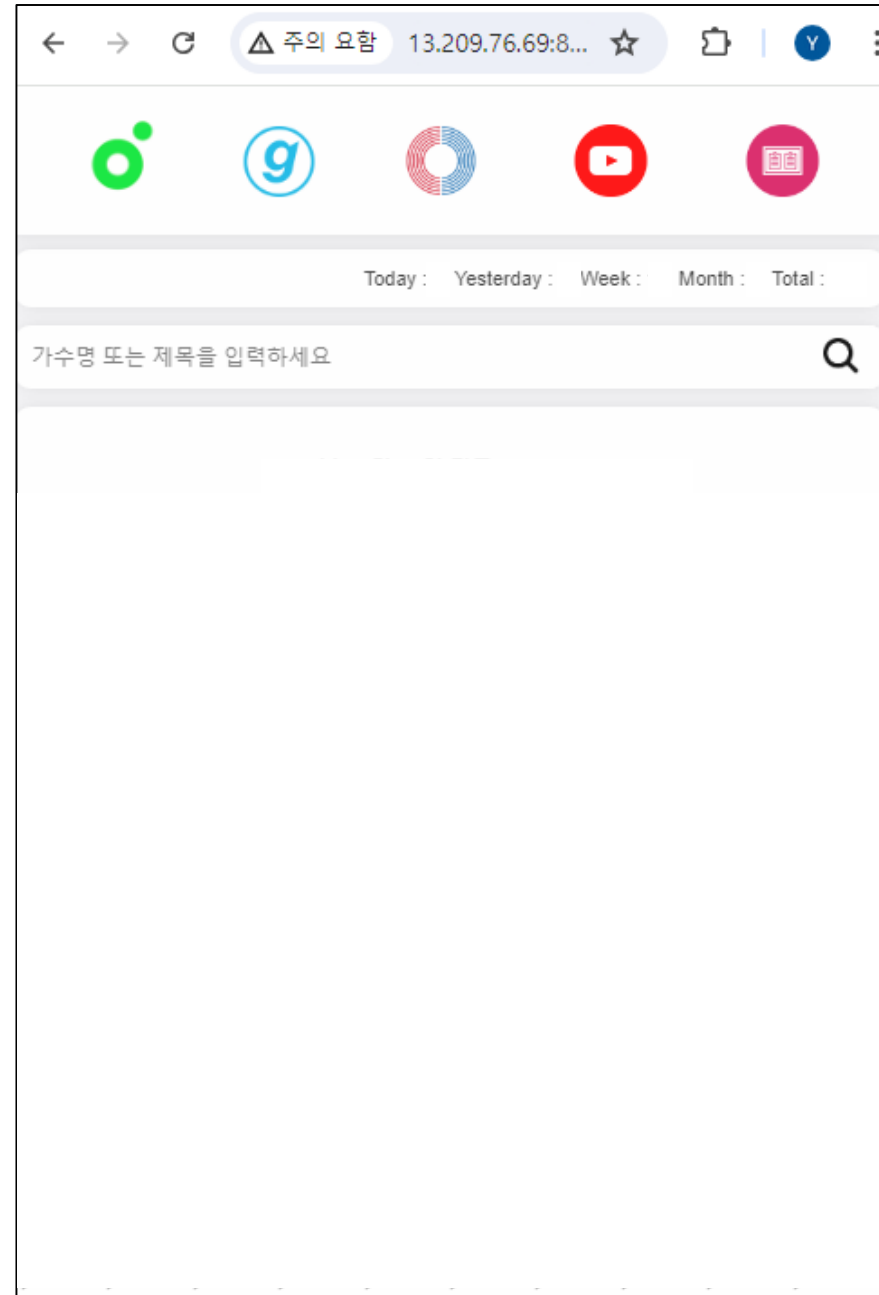 주의 요함 13.209.76.69:8... Y
g
Today : Yesterday : Week : Month : Total :
가수명 또는 제목을 입력하세요